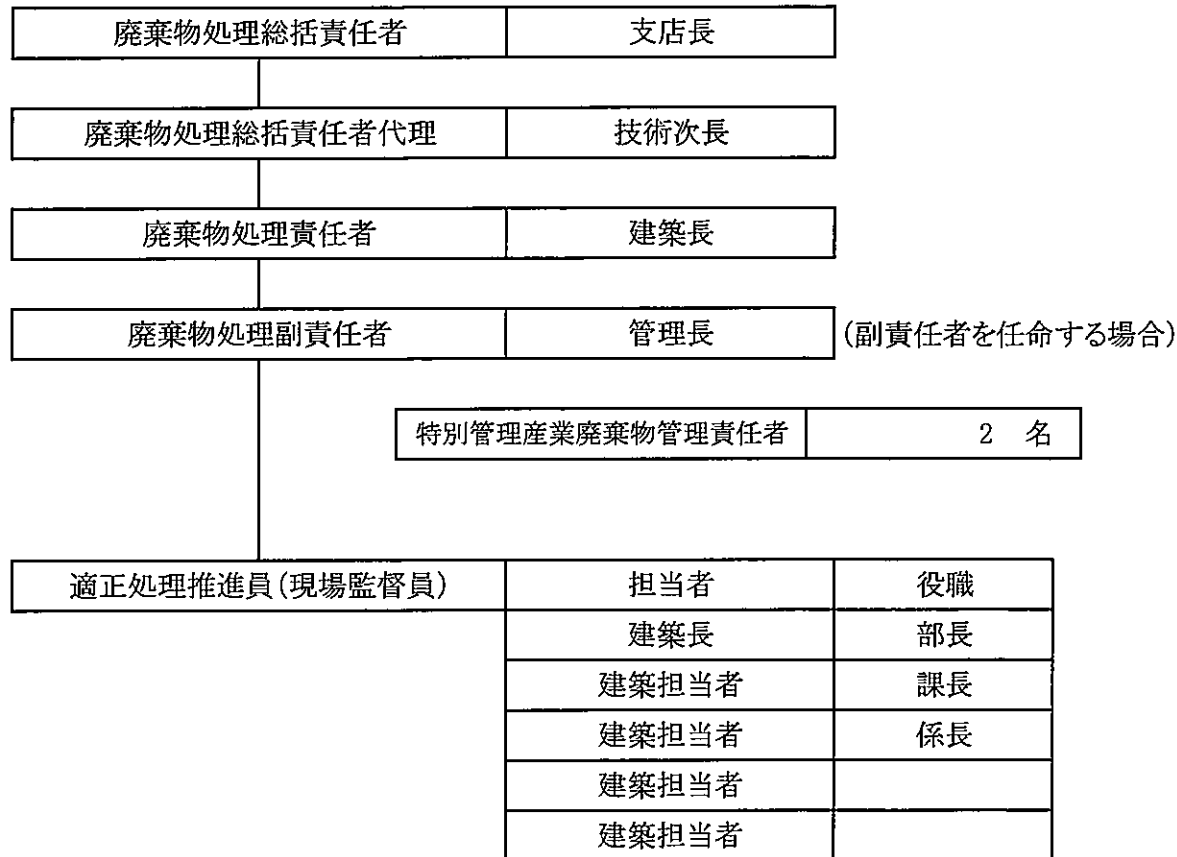 廃棄物処理総括責任者 支店長
廃棄物処理総括責任者代理 技術次長
廃棄物処理責任者 建築長
廃棄物処理副責任者 管理長 (副責任者を任命する場合)
特別管理産業廃棄物管理責任者 2 名
適正処理推進員(現場監督員) 担当者 役職
建築長 部長
建築担当者 課長
建築担当者 係長
建築担当者
建築担当者